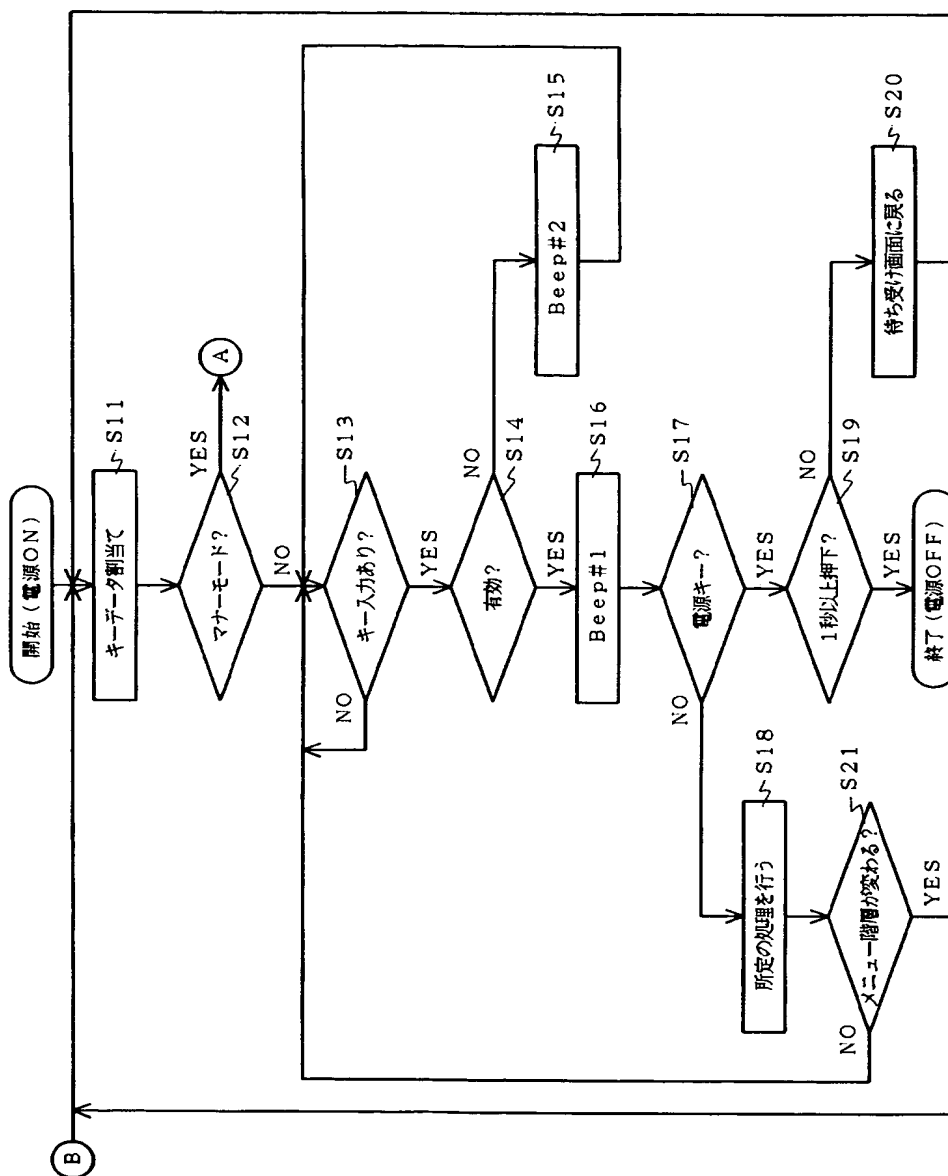 開始(電源ON)
キーデータ割当て
S11
マナーモード?
S12
YES
A
NO
キー入力あり?
S13
NO
YES
有効?
S14
NO
Beep#2
S15
YES
Beep#1
S16
電源キー?
S17
NO
YES
所定の処理を行う
S18
1秒以上押下?
S19
NO
待ち受け画面に戻る
S20
YES
終了(電源OFF)
メニュー階層が変わる?
S21
NO
YES
B